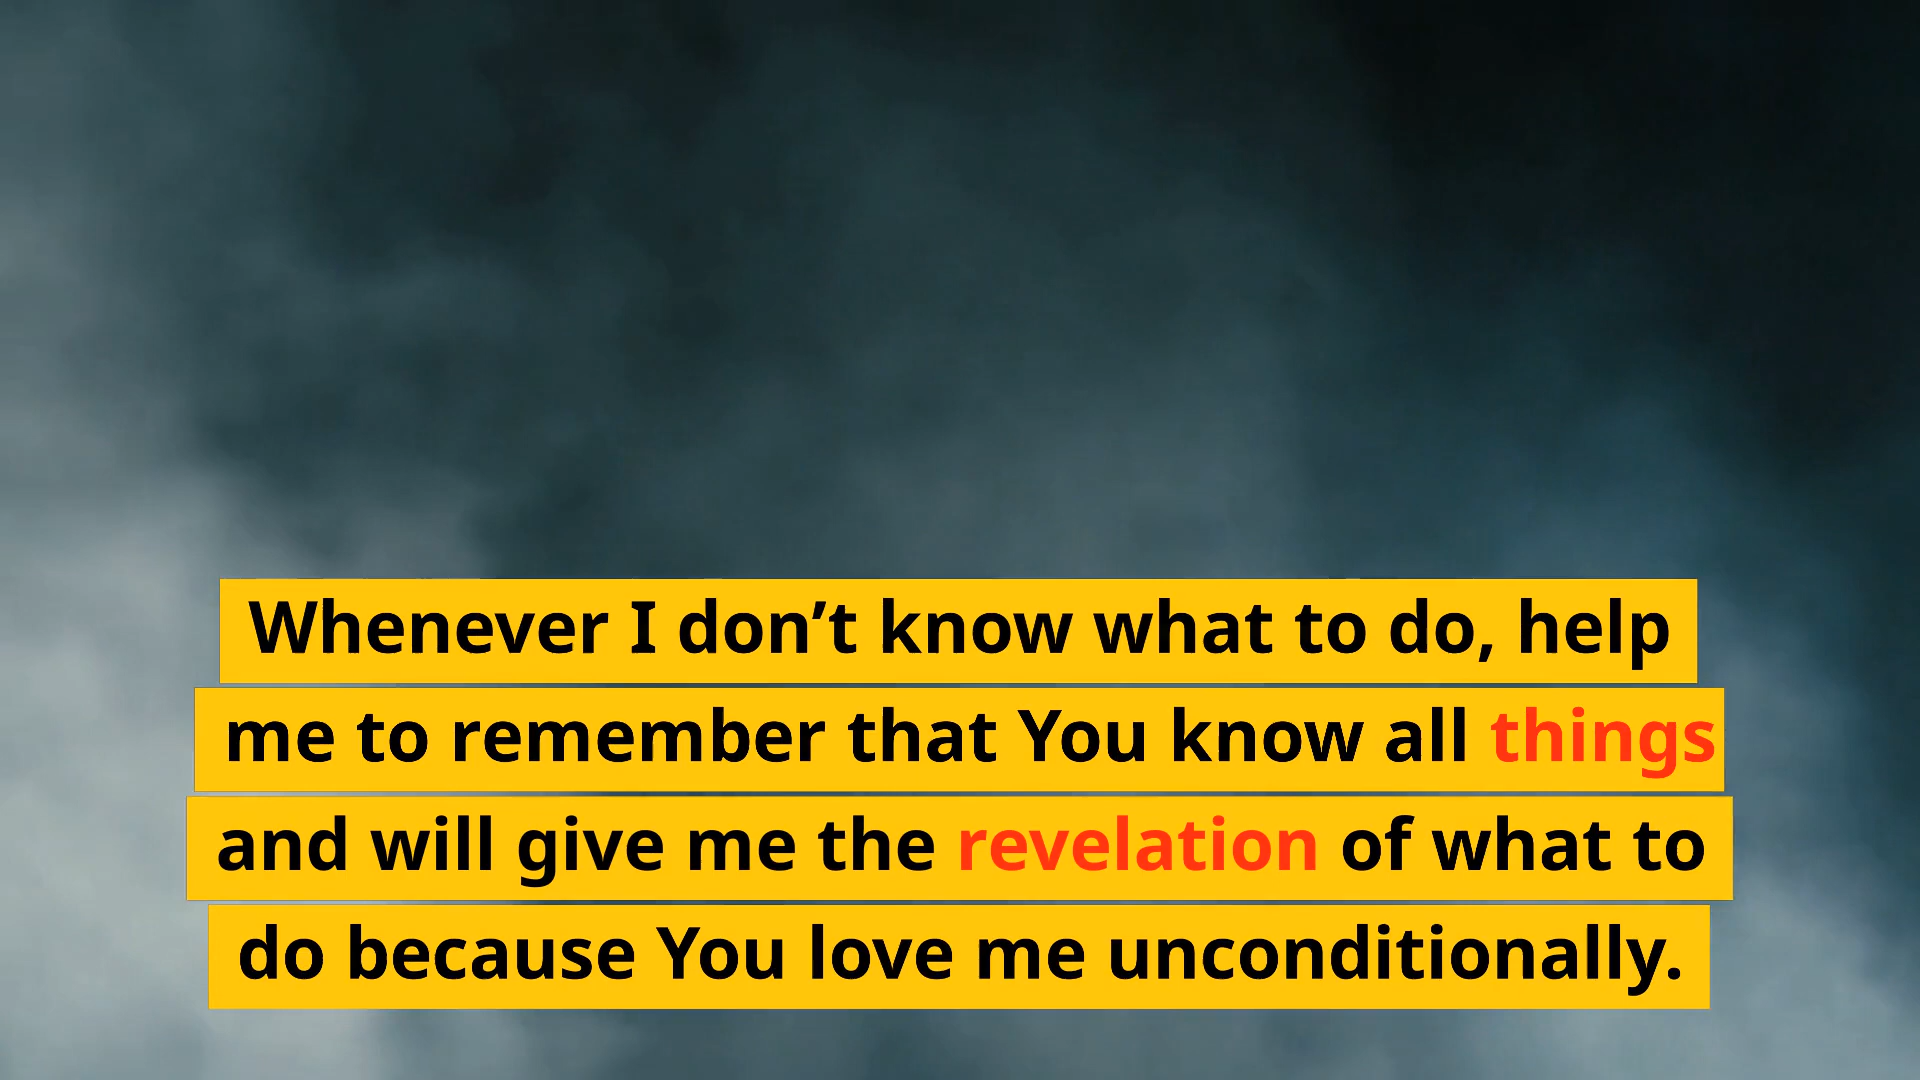 Whenever I don’t know what to do, help
me to remember that You know all things
and will give me the revelation of what to
do because You love me unconditionally.